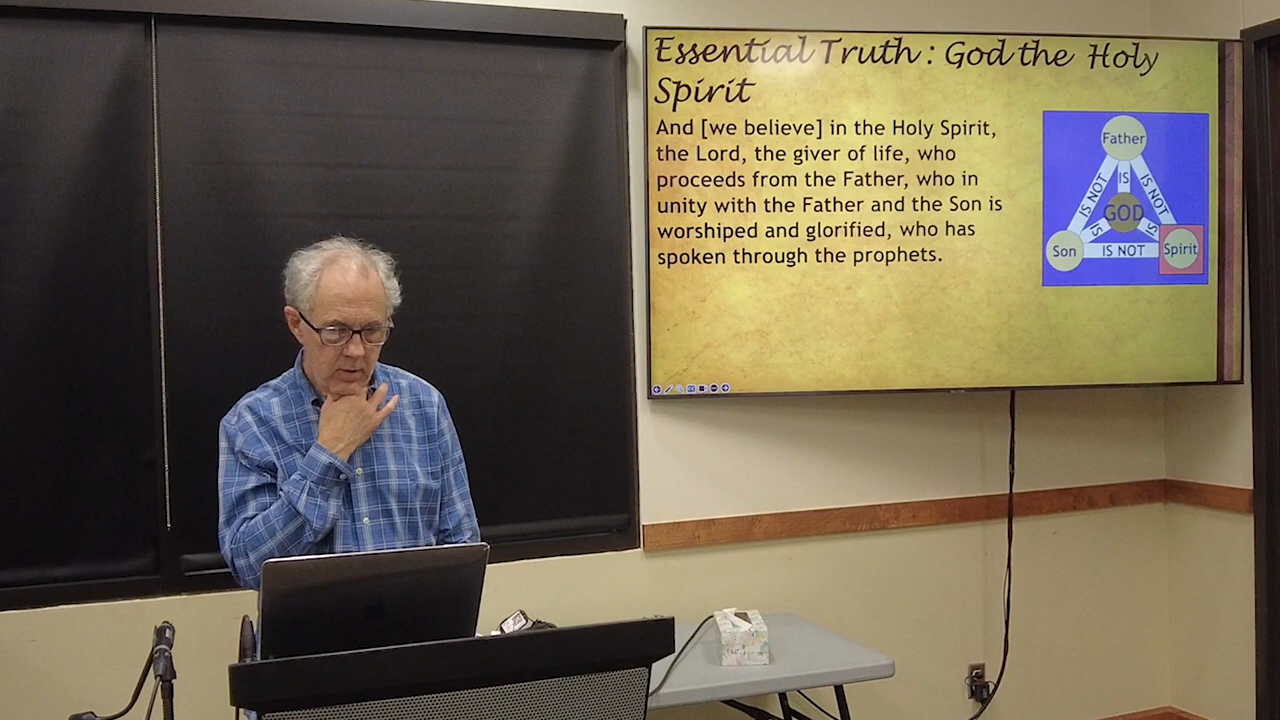 Essential Truth : God the Holy
Spirit
And [we believe] in the Holy Spirit,
the Lord, the giver of life, who
proceeds from the Father, who in
unity with the Father and the Son is
worshiped and glorified, who has
spoken through the prophets.
Father
IS NOT
IS
IS NOT
GOD
IS
IS
Son
IS NOT
Spirit